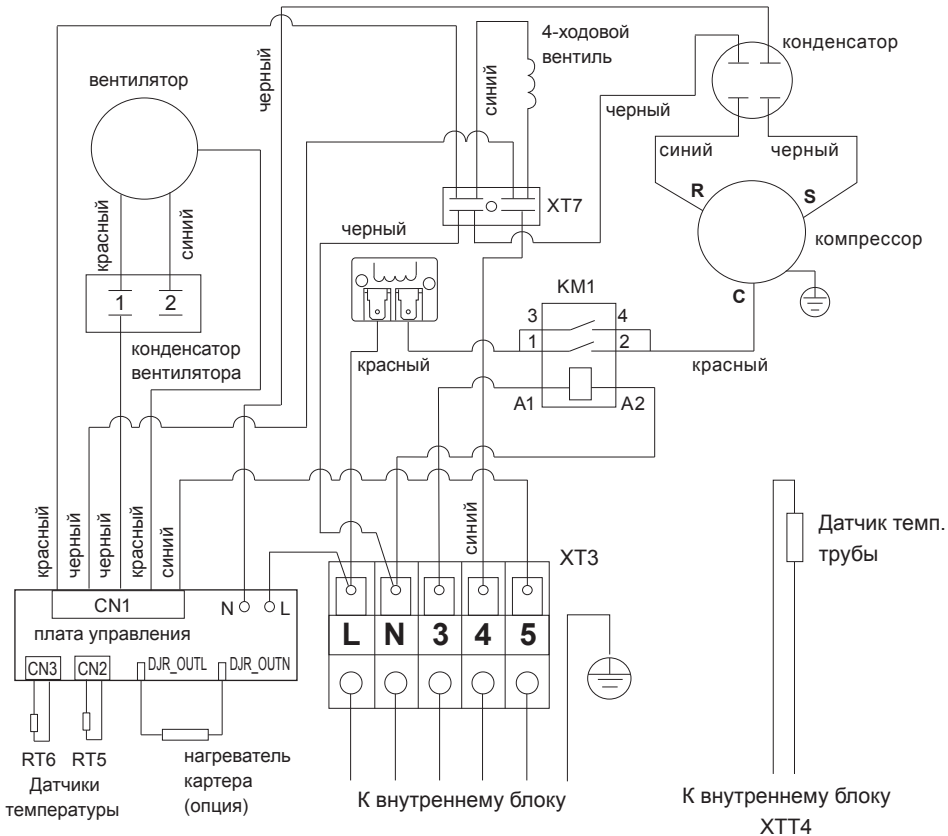 4-ходовой
вентиль
конденсатор
вентилятор
черный
синий
черный
синий
черный
R
S
XT7
красный
синий
черный
компрессор
KM1
C
1
2
3
4
1
2
конденсатор
вентилятора
красный
красный
A1
A2
красный
черный
черный
красный
синий
синий
Датчик темп.
трубы
XT3
CN1
N
L
плата управления
L
N
3
4
5
CN3
CN2
DJR_OUTL
DJR_OUTN
RT6
RT5
Датчики
температуры
нагреватель
картера
(опция)
К внутреннему блоку
К внутреннему блоку
XTT4